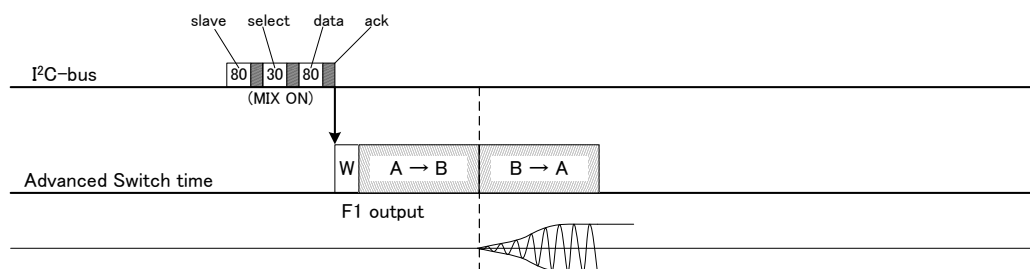 slave select data ack
I²C-bus 80 30 80
(MIX ON)
Advanced Switch time W A → B B → A
F1 output